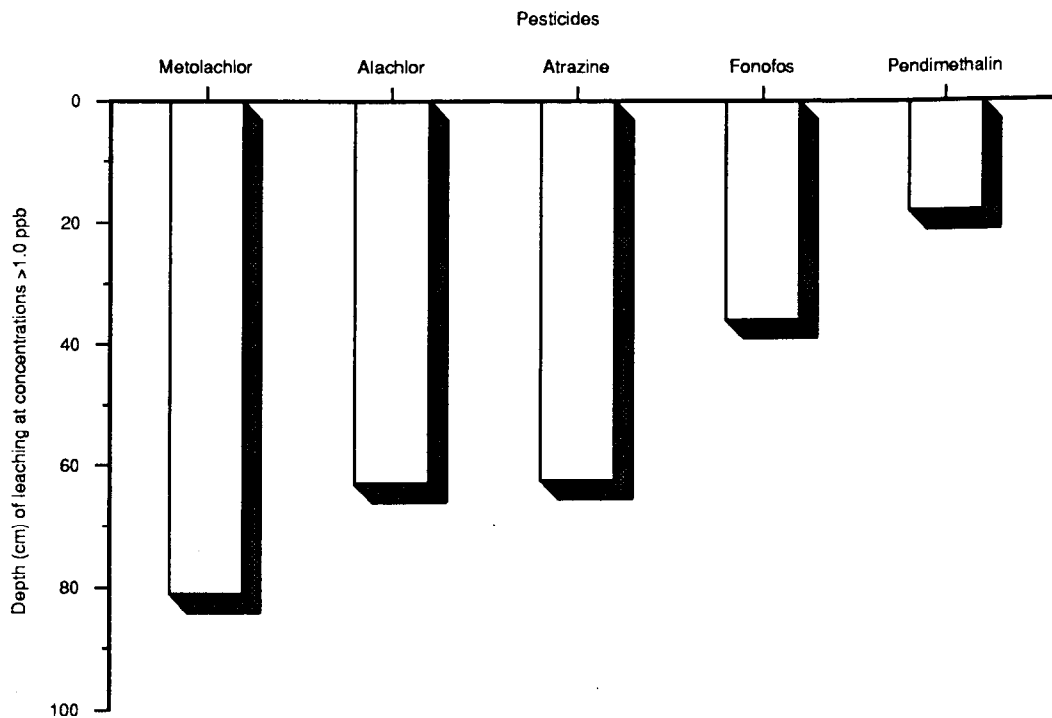 Pesticides
Metolachlor Alachlor Atrazine Fonofos Pendimethalin
0
20
40
60
80
100
Depth (cm) of leaching at concentrations >1.0 ppb